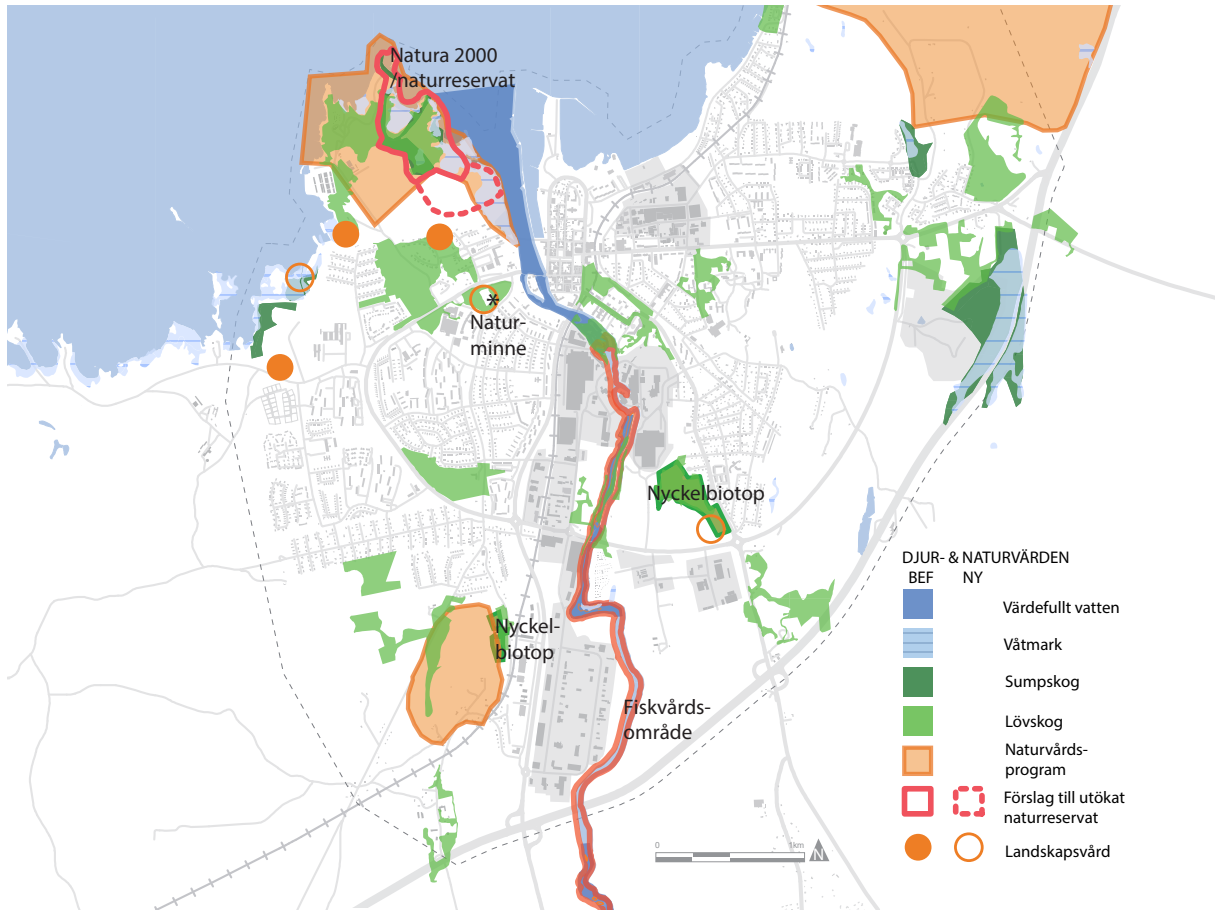 Natura 2000
/naturreservat
Natur-
minne
Nyckelbiotop
Nyckel-
biotop
Fiskvårds-
område
DJUR- & NATURVÄRDEN
BEF NY
Värdefullt vatten
Våtmark
Sumpskog
Lövskog
Naturvårds-
program
Förslag till utökat
naturreservat
Landskapsvård
0 1km
N